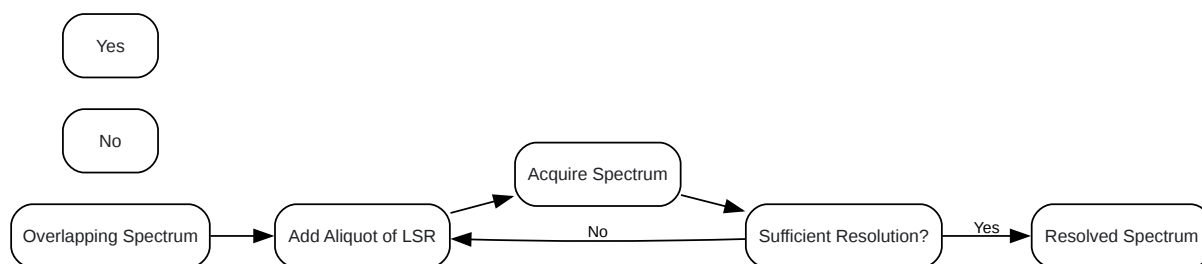 Yes
No
Acquire Spectrum
Overlapping Spectrum
Add Aliquot of LSR
No
Sufficient Resolution?
Yes
Resolved Spectrum